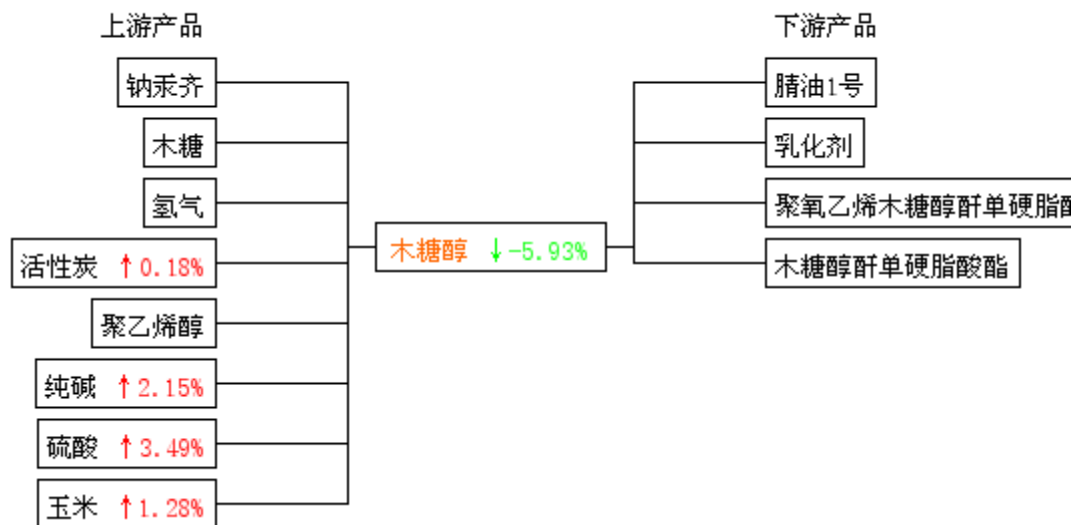 上游产品
钠汞齐
木糖
氢气
活性炭 ↑0.18%
聚乙烯醇
纯碱 ↑2.15%
硫酸 ↑3.49%
玉米 ↑1.28%
木糖醇 ↓-5.93%
下游产品
腈油1号
乳化剂
聚氧乙烯木糖醇酐单硬脂
木糖醇酐单硬脂酸酯